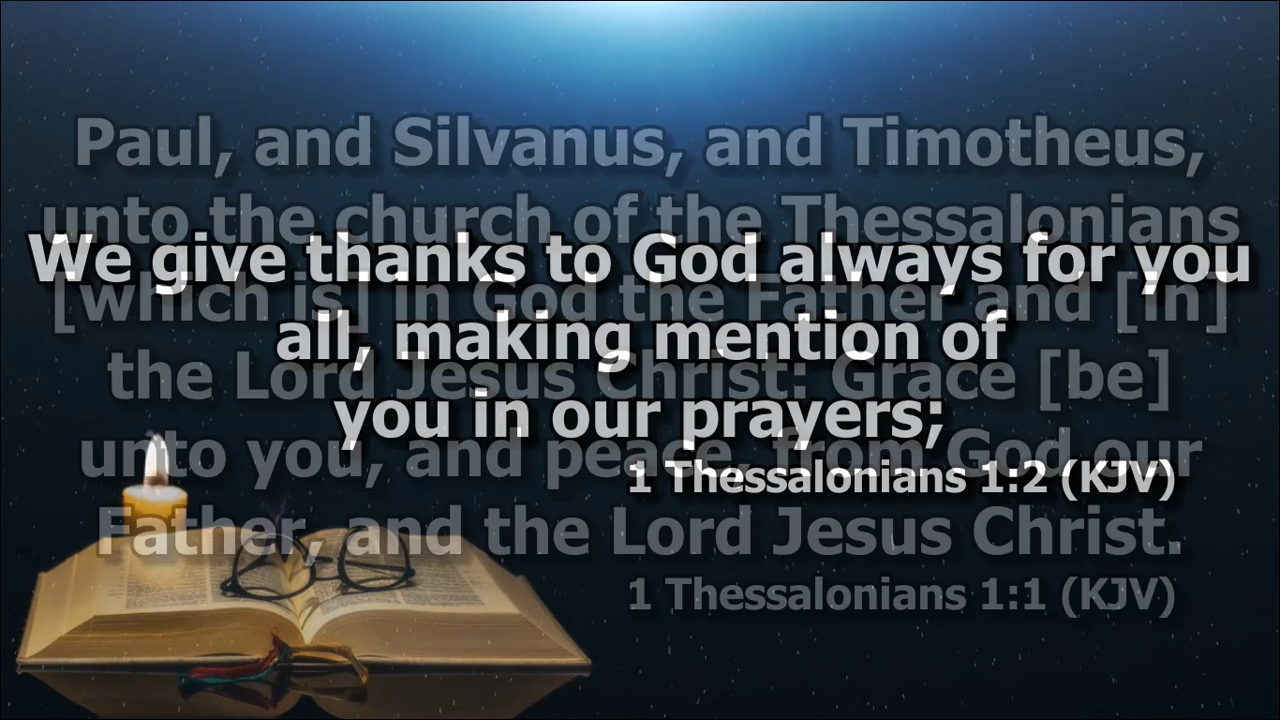 Paul, and Silvanus, and Timotheus,
unto the church of the Thessalonians
[which is] in God the Father and [in]
the Lord Jesus Christ: Grace [be]
unto you, and peace, from God our
Father, and the Lord Jesus Christ.
1 Thessalonians 1:1 (KJV)
We give thanks to God always for you
all, making mention of
you in our prayers;
1 Thessalonians 1:2 (KJV)